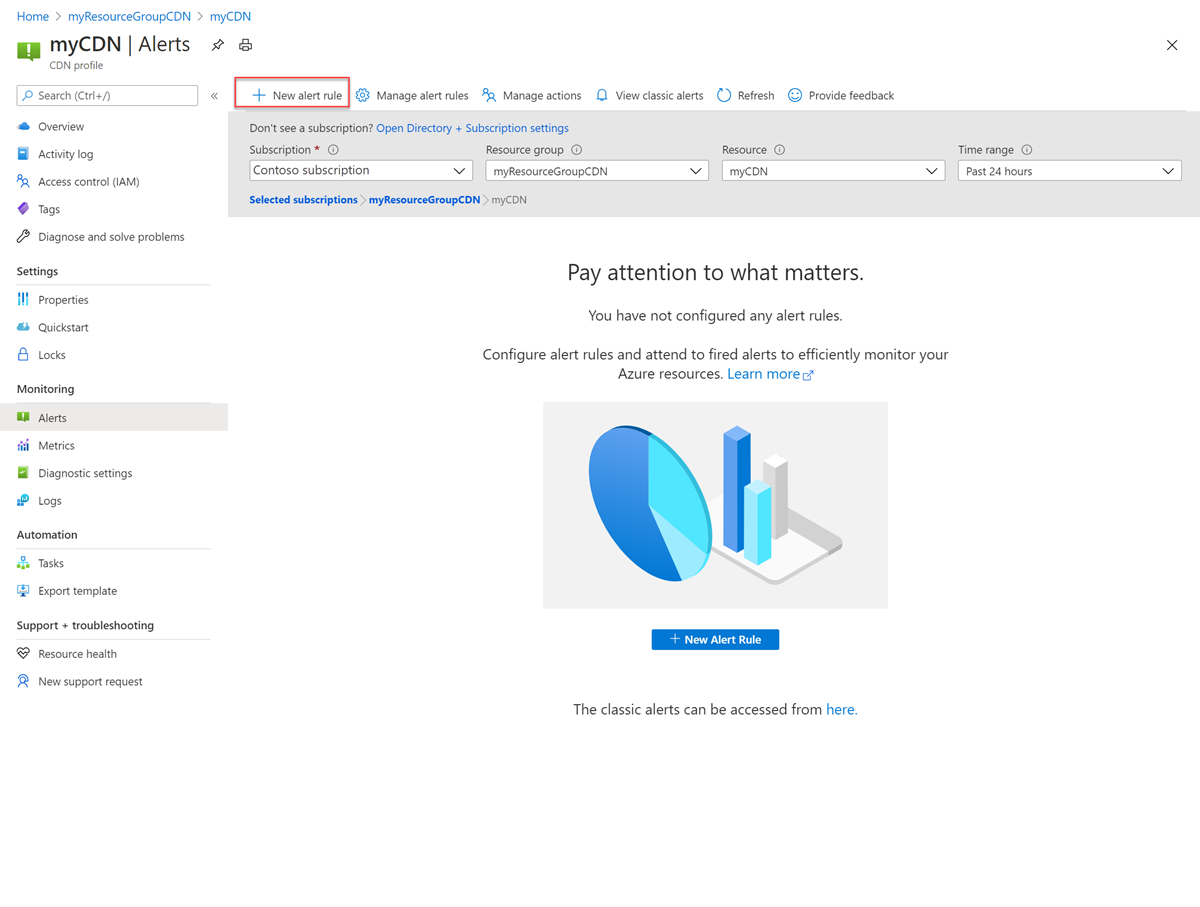 Home > myResourceGroupCDN > myCDN
myCDN | Alerts
CDN profile
Search (Ctrl+/)
«
Overview
Activity log
Access control (IAM)
Tags
Diagnose and solve problems
Settings
Properties
Quickstart
Locks
Monitoring
Alerts
Metrics
Diagnostic settings
Logs
Automation
Tasks
Export template
Support + troubleshooting
Resource health
New support request
+ New alert rule Manage alert rules Manage actions View classic alerts Refresh Provide feedback
Don't see a subscription? Open Directory + Subscription settings
Subscription * Resource group Resource Time range
Contoso subscription myResourceGroupCDN myCDN Past 24 hours
Selected subscriptions > myResourceGroupCDN > myCDN
Pay attention to what matters.
You have not configured any alert rules.
Configure alert rules and attend to fired alerts to efficiently monitor your
Azure resources. Learn more
+ New Alert Rule
The classic alerts can be accessed from here.